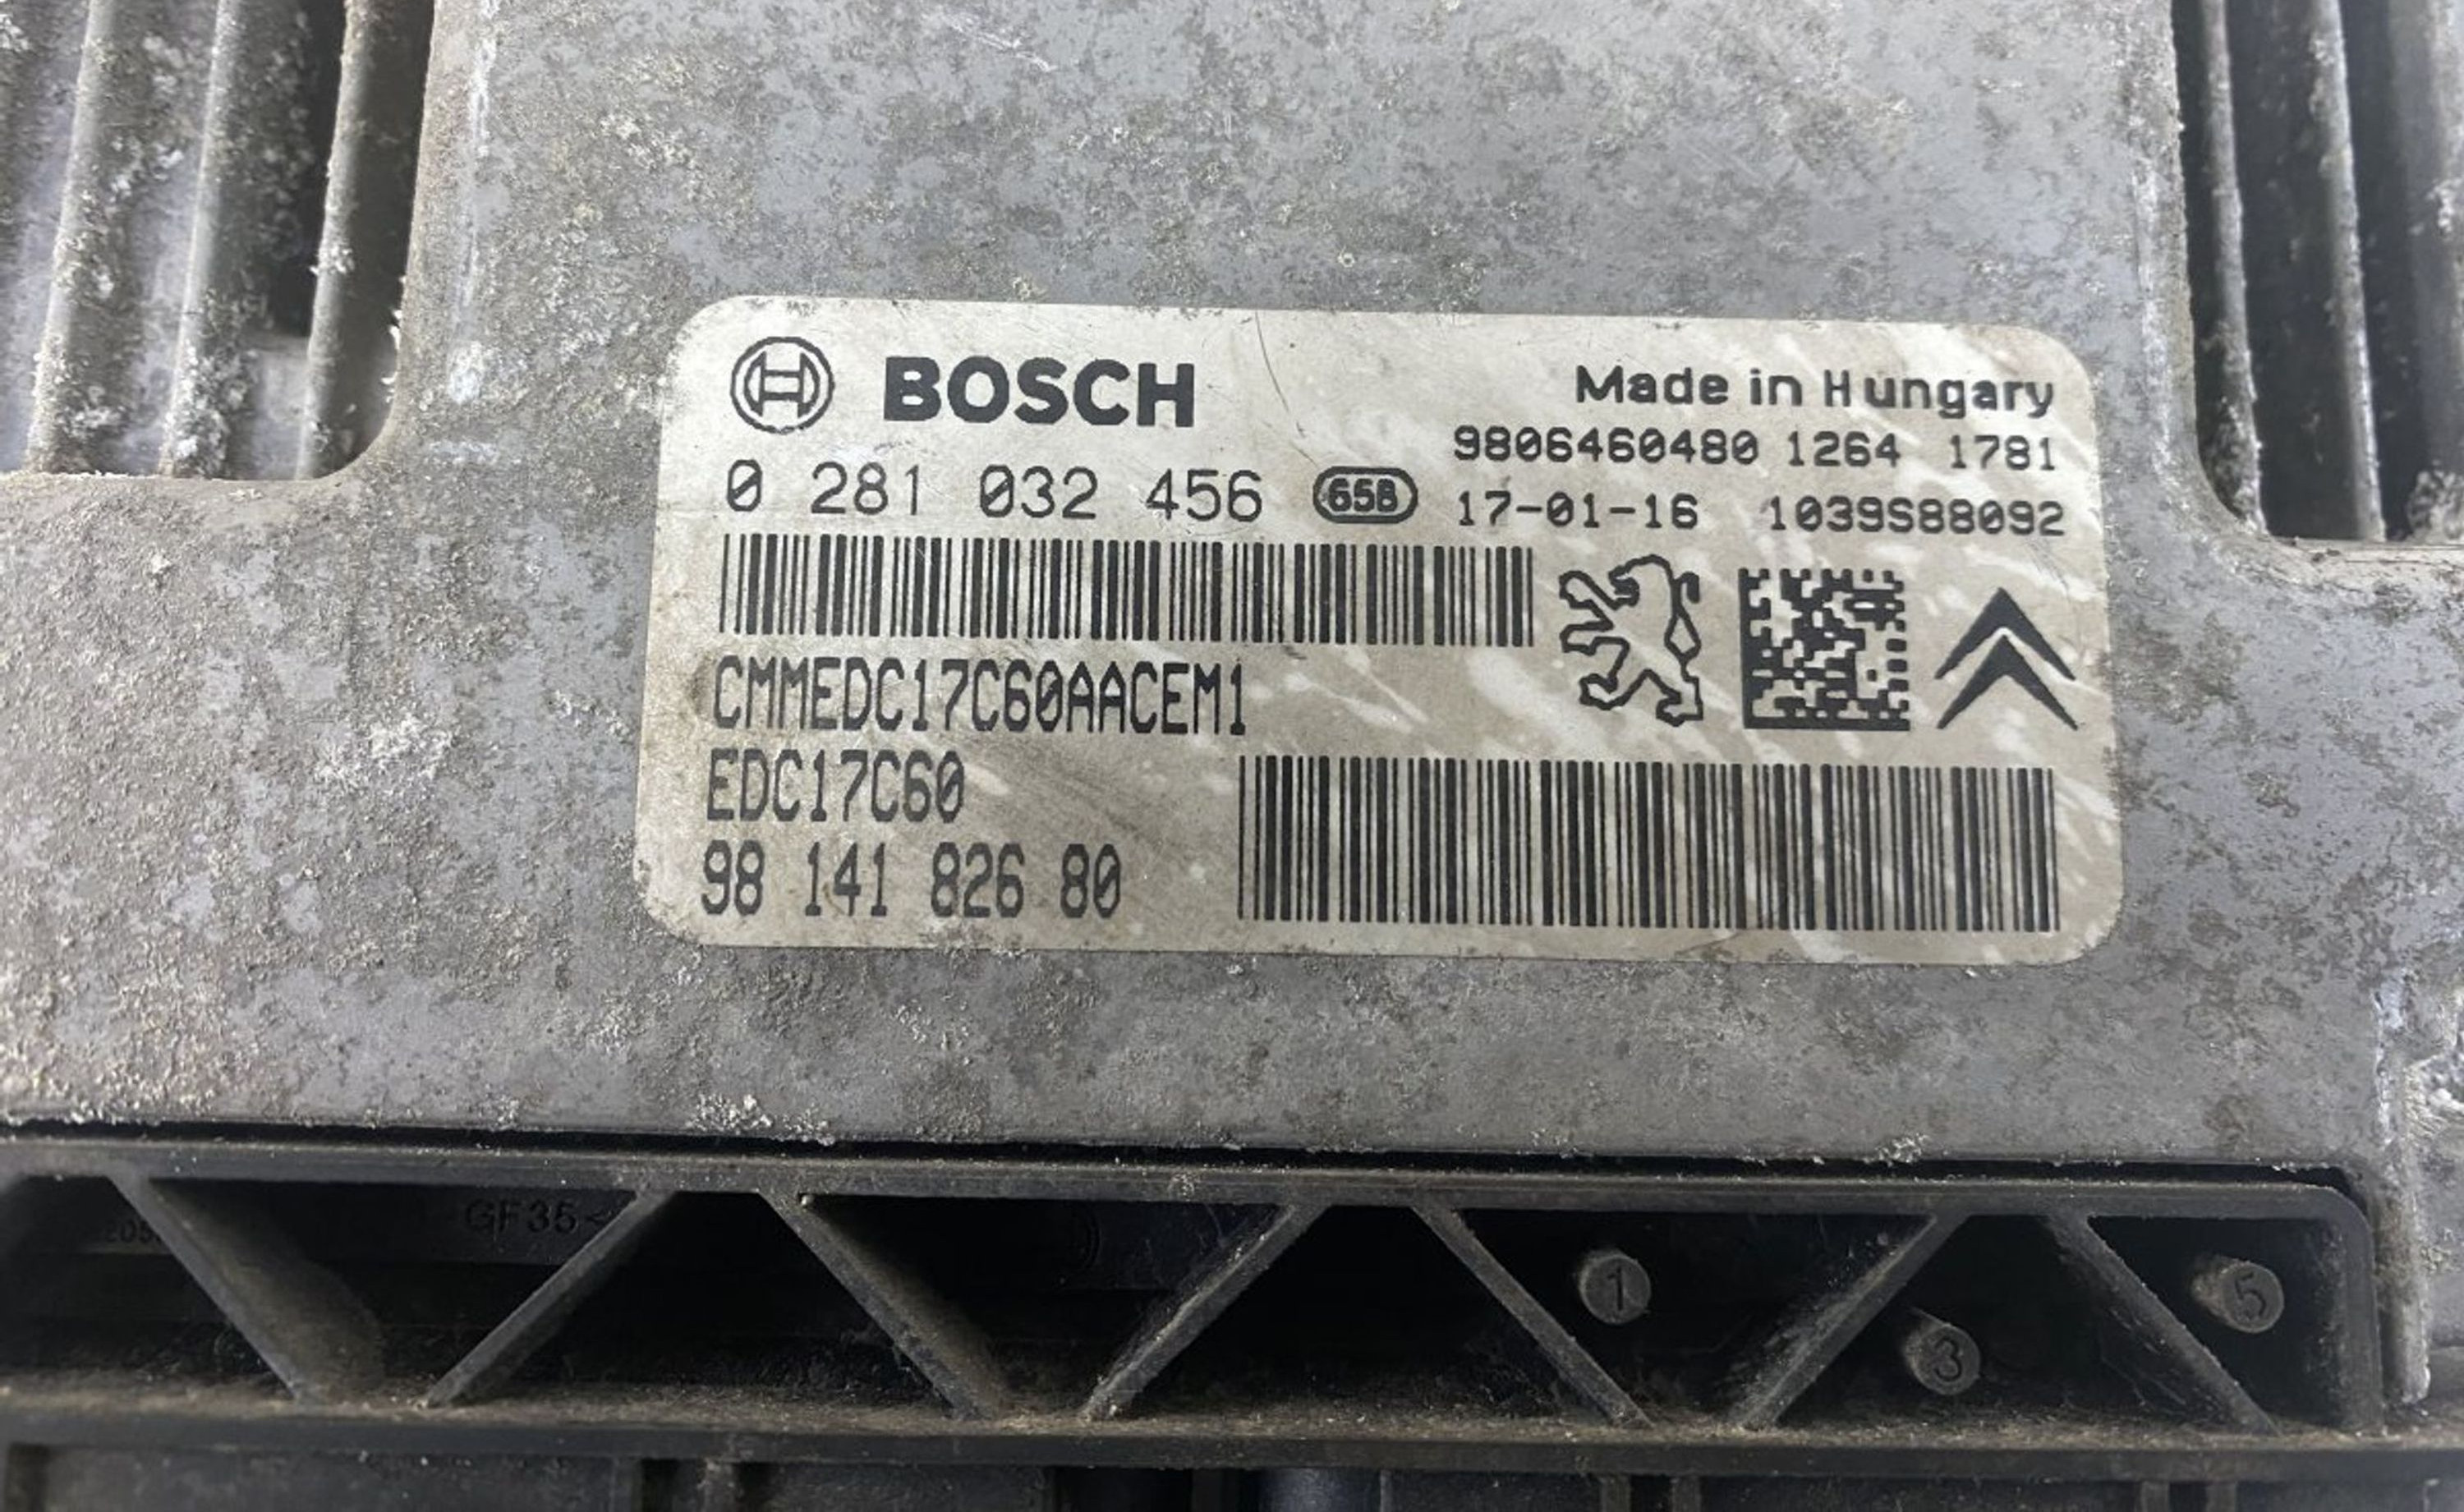 BOSCH
Made in Hungary
9806460480 1264 1781
0 281 032 456 65B 17-01-16 1039S88092
CMMEDC17C60AACEM1
EDC17C60
98 141 826 80
GF35<
1
3
5